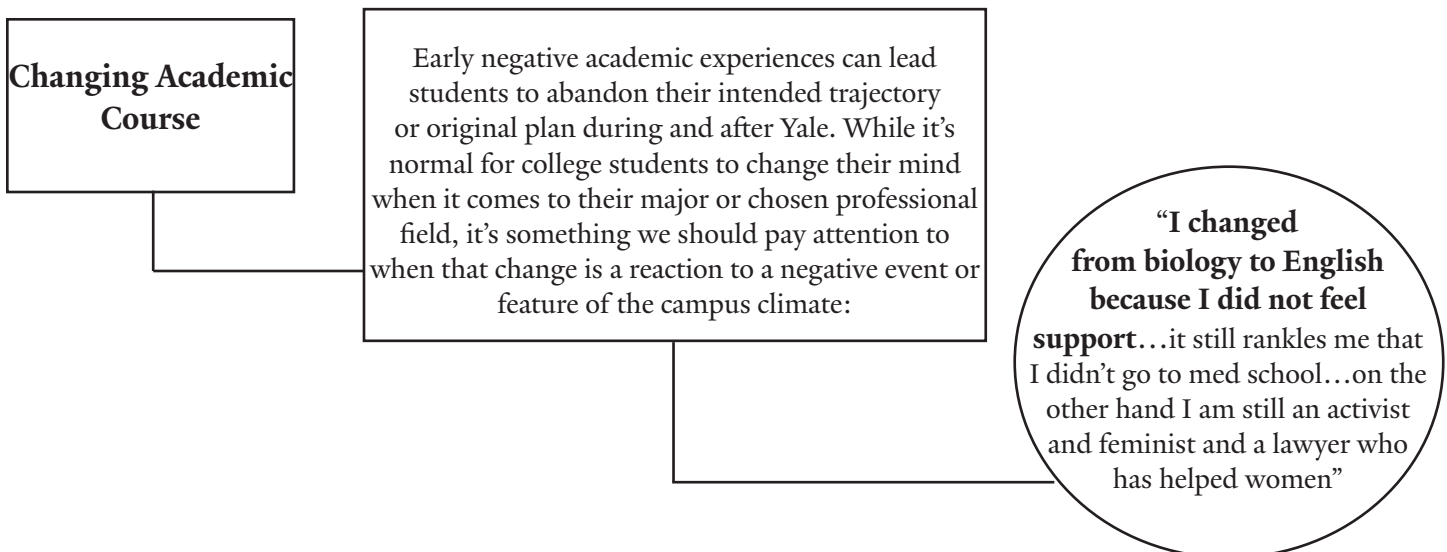 Changing Academic
Course
Early negative academic experiences can lead
students to abandon their intended trajectory
or original plan during and after Yale. While it’s
normal for college students to change their mind
when it comes to their major or chosen professional
field, it’s something we should pay attention to
when that change is a reaction to a negative event or
feature of the campus climate:
“I changed
from biology to English
because I did not feel
support…it still rankles me that
I didn’t go to med school…on the
other hand I am still an activist
and feminist and a lawyer who
has helped women”